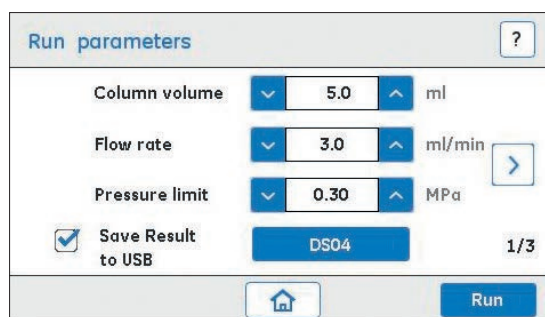 Run parameters ?
Column volume 5.0 ml
Flow rate 3.0 ml/min
Pressure limit 0.30 MPa
Save Result
to USB
DS04 1/3
Run